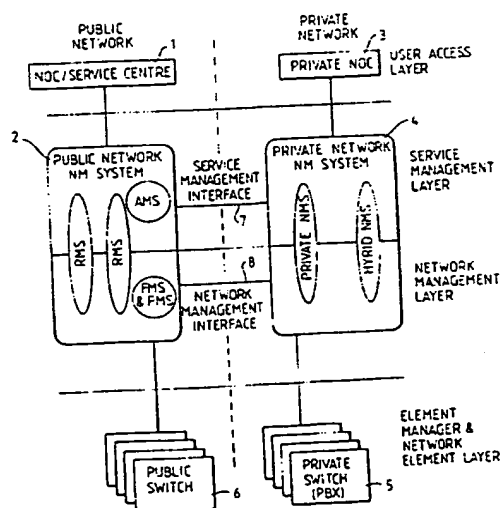 PUBLIC
NETWORK
1
NOC/SERVICE CENTRE
PRIVATE
NETWORK
3
PRIVATE NOC
USER ACCESS
LAYER
2
PUBLIC NETWORK
NM SYSTEM
AMS
RMS
RMS
FMS
& FMS
SERVICE
MANAGEMENT
INTERFACE
7
8
NETWORK
MANAGEMENT
INTERFACE
4
PRIVATE NETWORK
NM SYSTEM
PRIVATE NMS
HYRID NMS
SERVICE
MANAGEMENT
LAYER
NETWORK
MANAGEMENT
LAYER
PUBLIC
SWITCH
6
PRIVATE
SWITCH
(PBX)
5
ELEMENT
MANAGER &
NETWORK
ELEMENT LAYER